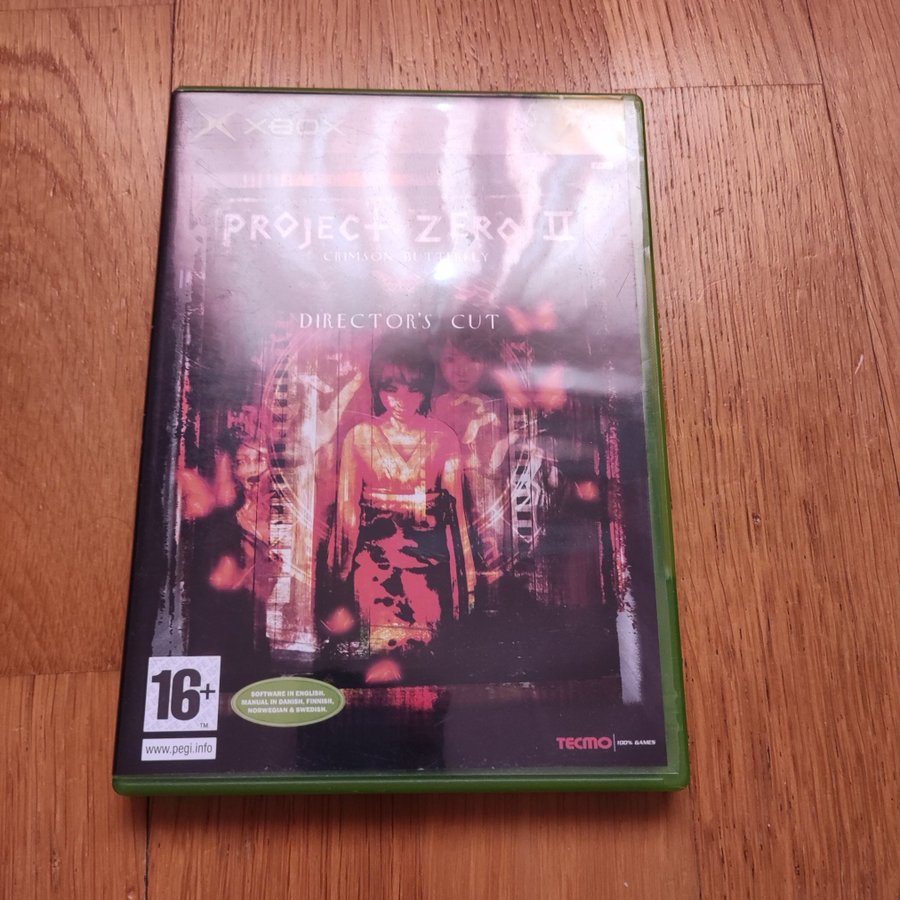 XBOX
PROJECT ZERO II
CRIMSON BUTTERFLY
DIRECTOR'S CUT
16+
TM
www.pegi.info
SOFTWARE IN ENGLISH.
MANUAL IN DANISH, FINNISH,
NORWEGIAN & SWEDISH.
TECMO 100% GAMES